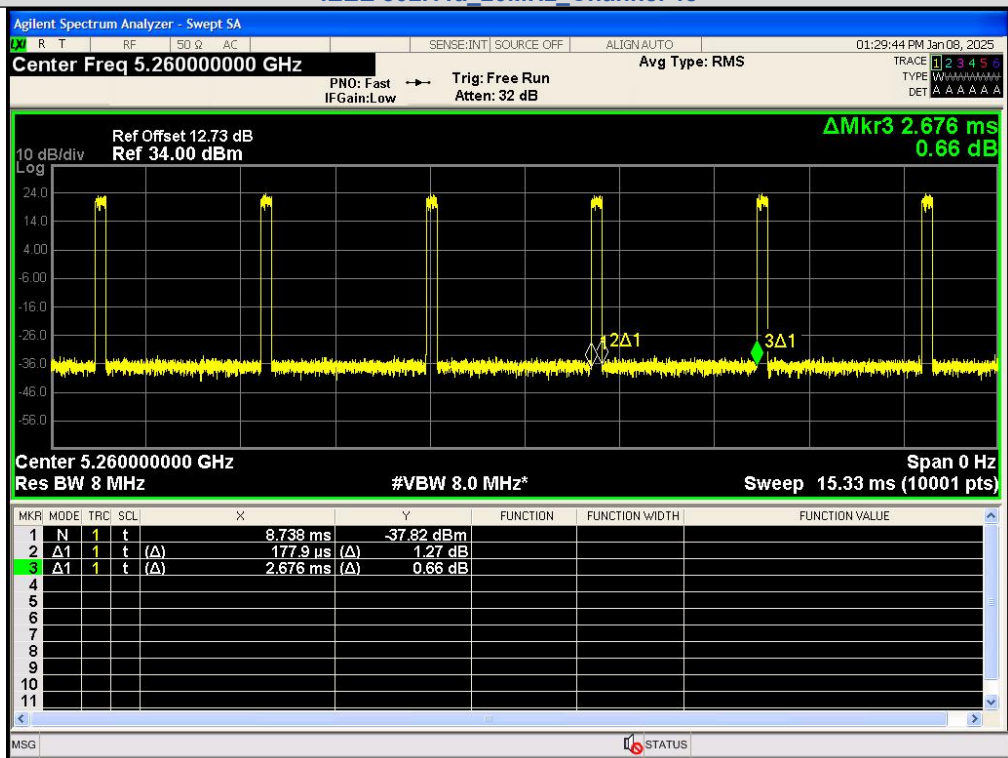 Agilent Spectrum Analyzer - Swept SA
LXI R T RF 50 Ω AC SENSE:INT SOURCE OFF ALIGN AUTO 01:29:44 PM Jan 08, 2025
Center Freq 5.260000000 GHz Avg Type: RMS TRACE 1 2 3 4 5 6
PNO: Fast Trig: Free Run TYPE W
IFGain:Low Atten: 32 dB DET A A A A A A
ΔMkr3 2.676 ms
Ref Offset 12.73 dB
10 dB/div Ref 34.00 dBm 0.66 dB
Log
24.0
14.0
4.00
-6.00
-16.0
-26.0
2Δ1 3Δ1
-36.0
-46.0
-56.0
Center 5.260000000 GHz Span 0 Hz
Res BW 8 MHz #VBW 8.0 MHz* Sweep 15.33 ms (10001 pts)
MKR MODE TRC SCL X Y FUNCTION FUNCTION WIDTH FUNCTION VALUE
1 N 1 t 8.738 ms -37.82 dBm
2 Δ1 1 t (Δ) 177.9 µs (Δ) 1.27 dB
3 Δ1 1 t (Δ) 2.676 ms (Δ) 0.66 dB
4
5
6
7
8
9
10
11
MSG STATUS